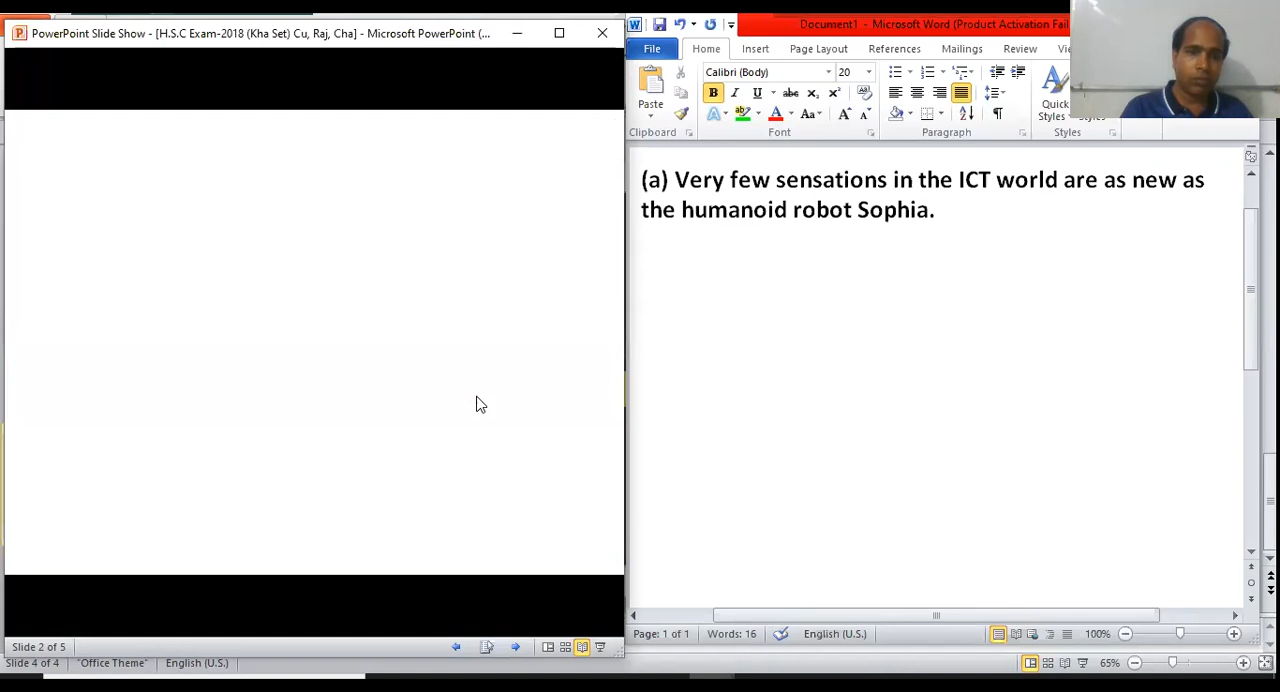 PowerPoint Slide Show - [H.S.C Exam-2018 (Kha Set) Cu, Raj, Cha] - Microsoft PowerPoint (...
Document1 - Microsoft Word (Product Activation Fail
File Home Insert Page Layout References Mailings Review
Calibri (Body) 20
Paste
Quick
Styles
Clipboard Font Paragraph Styles
(a) Very few sensations in the ICT world are as new as
the humanoid robot Sophia.
Page: 1 of 1 Words: 16 English (U.S.) 100%
Slide 2 of 5
Slide 4 of 4 "Office Theme" English (U.S.) 65%